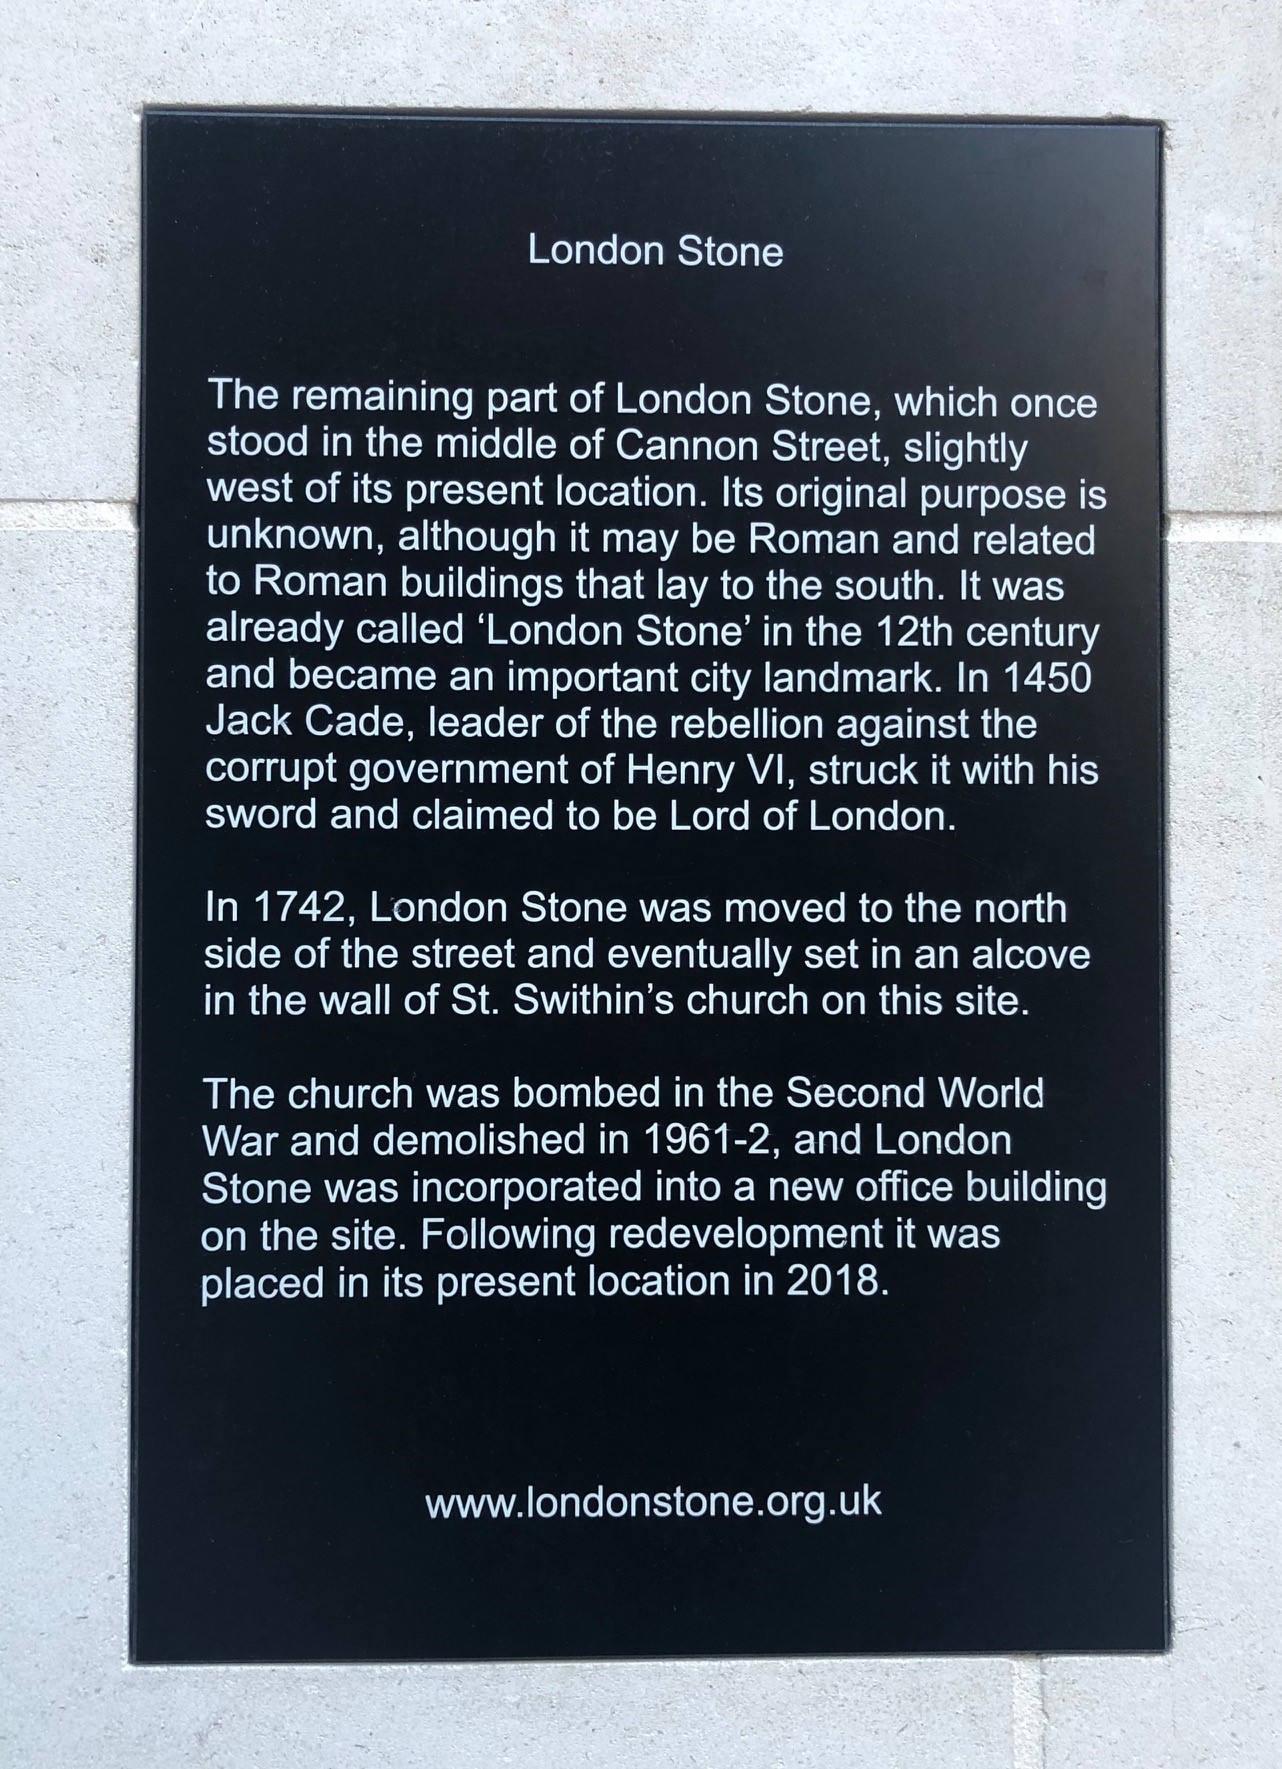 London Stone
The remaining part of London Stone, which once
stood in the middle of Cannon Street, slightly
west of its present location. Its original purpose is
unknown, although it may be Roman and related
to Roman buildings that lay to the south. It was
already called ‘London Stone’ in the 12th century
and became an important city landmark. In 1450
Jack Cade, leader of the rebellion against the
corrupt government of Henry VI, struck it with his
sword and claimed to be Lord of London.
In 1742, London Stone was moved to the north
side of the street and eventually set in an alcove
in the wall of St. Swithin’s church on this site.
The church was bombed in the Second World
War and demolished in 1961-2, and London
Stone was incorporated into a new office building
on the site. Following redevelopment it was
placed in its present location in 2018.
www.londonstone.org.uk